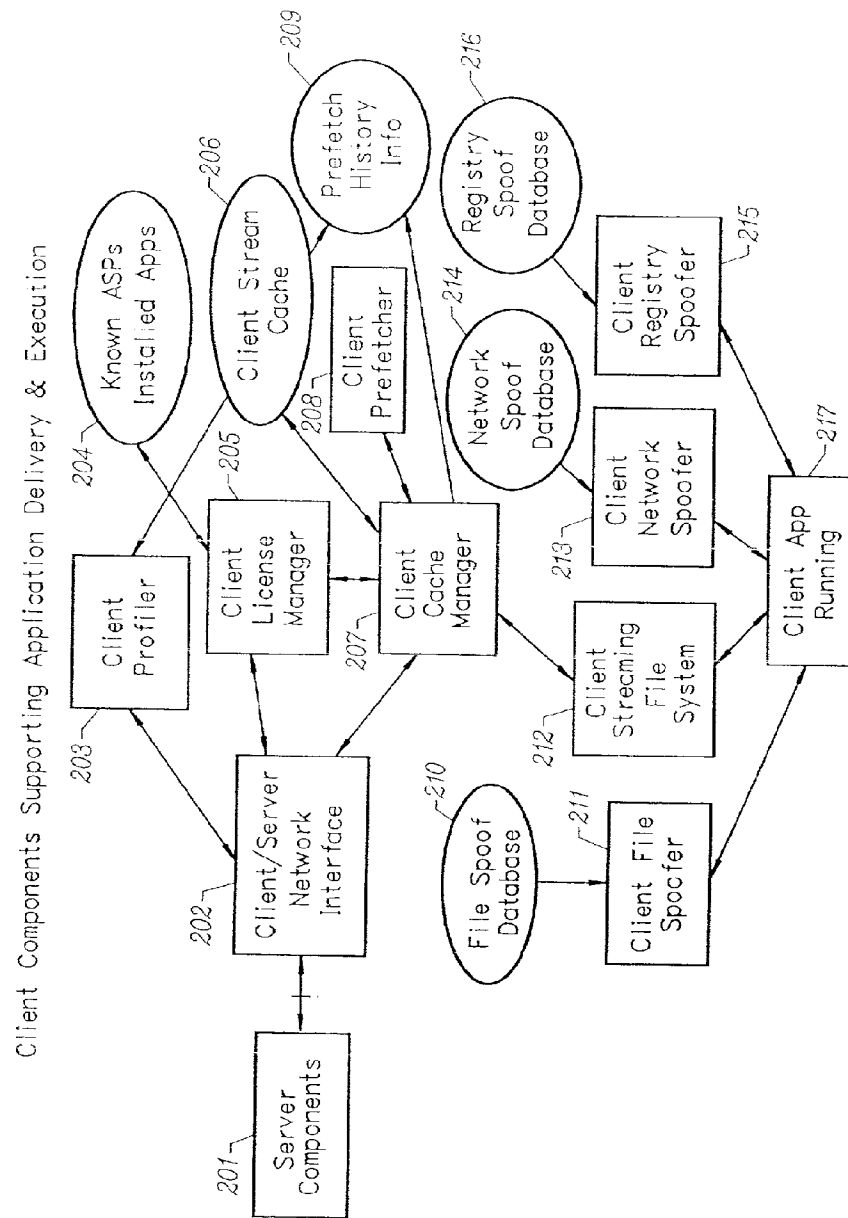 Client Components Supporting Application Delivery & Execution
201
Server
Components
202
Client/Server
Network
Interface
203
Client
Profiler
204
Known ASPs
Installed Apps
205
Client
License
Manager
206
Client Stream
Cache
207
Client
Cache
Manager
208
Client
Prefetcher
209
Prefetch
History
Info
210
File Spoof
Database
211
Client File
Spocfer
212
Client
Strecming
File
System
213
Client
Network
Spoofer
214
Network
Spoof
Database
215
Client
Registry
Spoofer
216
Registry
Spoof
Database
217
Client App
Running